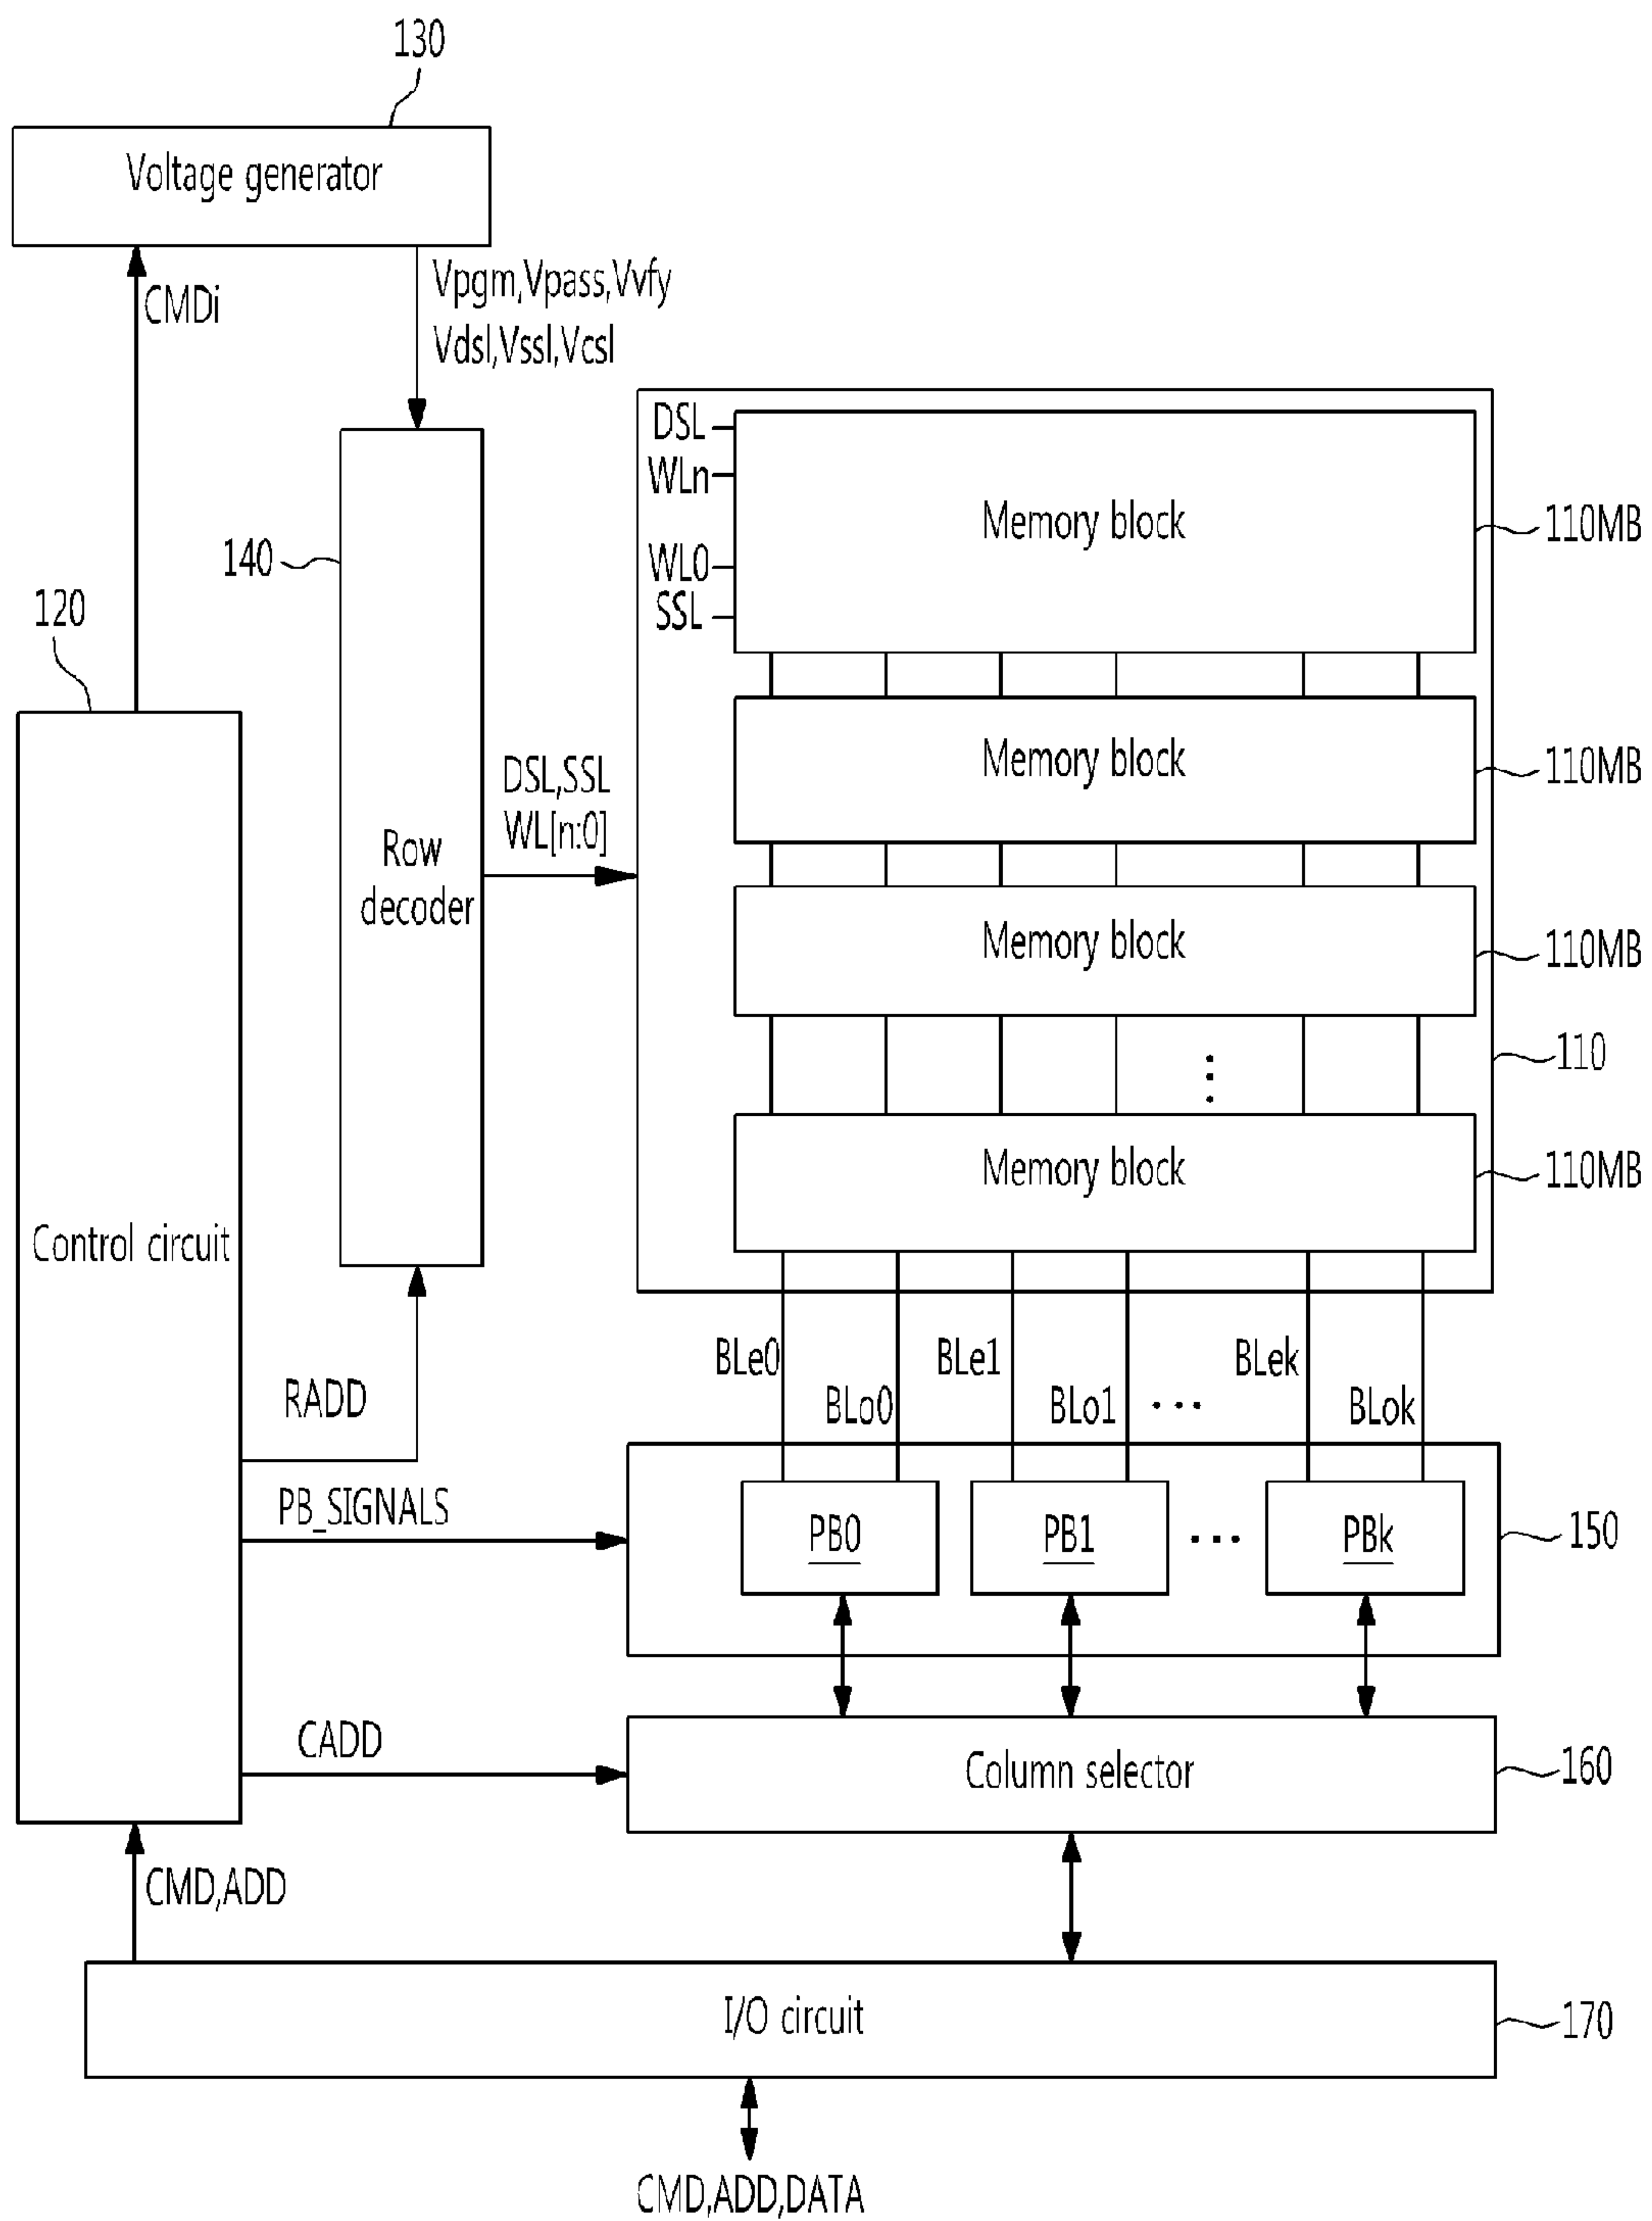 130
Voltage generator
CMDi
Vpgm,Vpass,Vvfy
Vdsl,Vssl,Vcsl
DSL
WLn
WL0
SSL
Memory block
110MB
140
120
Memory block
110MB
DSL,SSL
WL[n:0]
Row
decoder
Memory block
110MB
110
Memory block
110MB
Control circuit
BLe0
BLe1
BLek
BLo0
BLo1
...
BLok
RADD
PB_SIGNALS
PB0
PB1
...
PBk
150
CADD
Column selector
160
CMD,ADD
I/O circuit
170
CMD,ADD,DATA